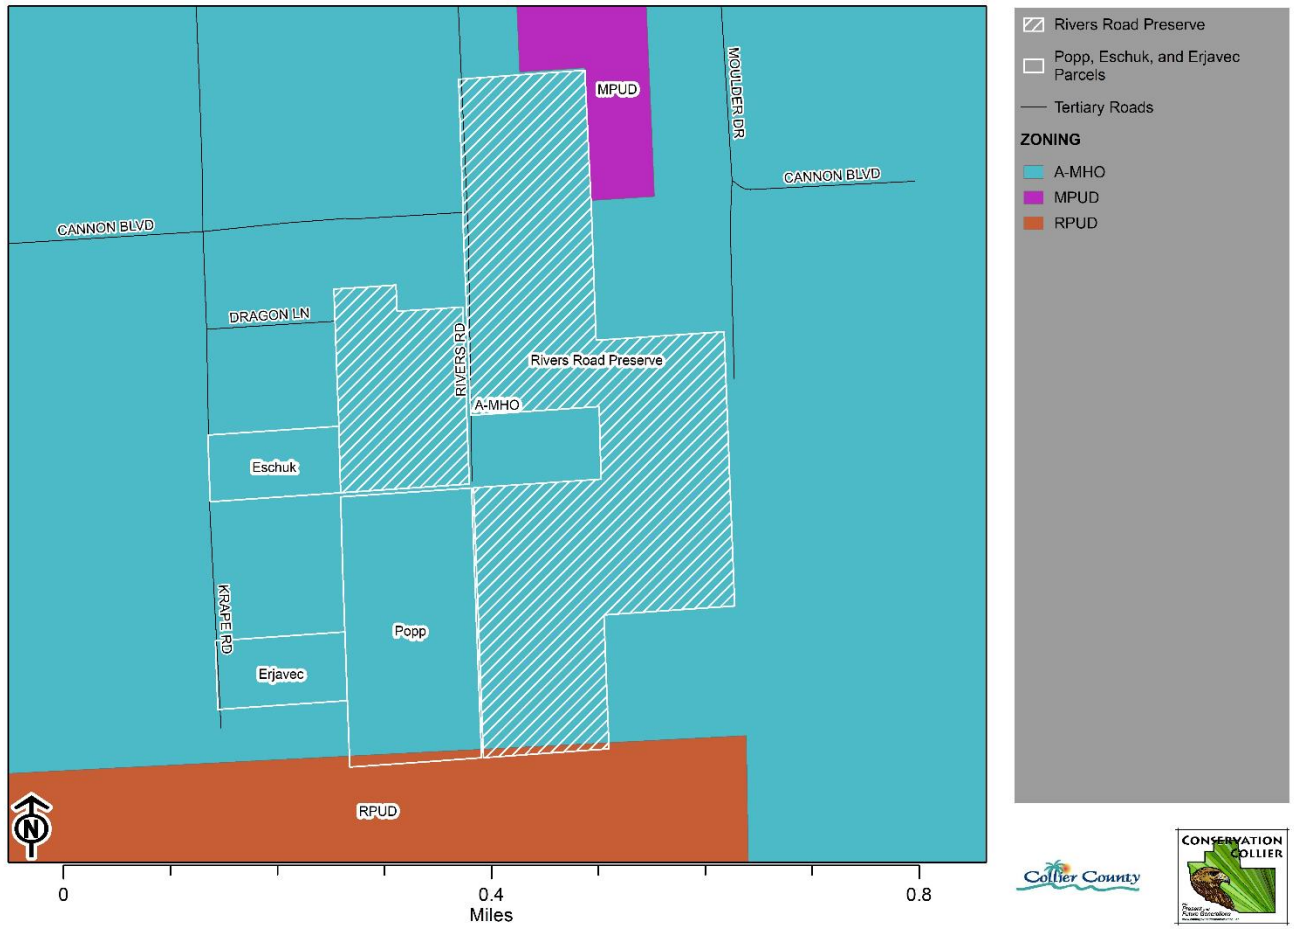 MPUD
MOULDER DR
CANNON BLVD
CANNON BLVD
DRAGON LN
RIVERS RD
Rivers Road Preserve
A-MHO
Eschuk
KRAPE RD
Popp
Erjavec
RPUD
N
0
0.4
0.8
Miles
Rivers Road Preserve
Popp, Eschuk, and Erjavec
Parcels
Tertiary Roads
ZONING
A-MHO
MPUD
RPUD
Collier County
CONSERVATION
COLLIER